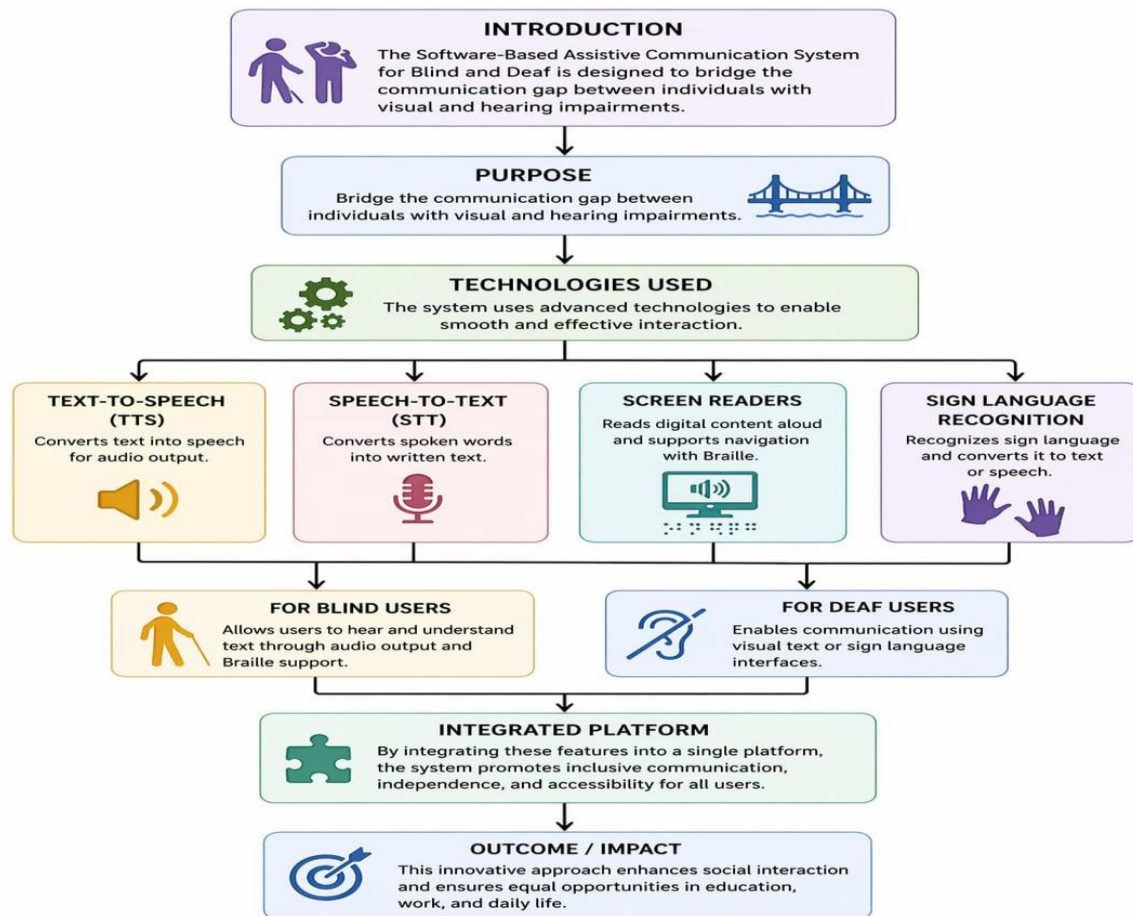 INTRODUCTION
The Software-Based Assistive Communication System
for Blind and Deaf is designed to bridge the
communication gap between individuals with
visual and hearing impairments.
PURPOSE
Bridge the communication gap between
individuals with visual and hearing impairments.
TECHNOLOGIES USED
The system uses advanced technologies to enable
smooth and effective interaction.
TEXT-TO-SPEECH
(TTS)
Converts text into speech
for audio output.
SPEECH-TO-TEXT
(STT)
Converts spoken words
into written text.
SCREEN READERS
Reads digital content aloud
and supports navigation
with Braille.
SIGN LANGUAGE
RECOGNITION
Recognizes sign language
and converts it to text
or speech.
FOR BLIND USERS
Allows users to hear and understand
text through audio output and
Braille support.
FOR DEAF USERS
Enables communication using
visual text or sign language
interfaces.
INTEGRATED PLATFORM
By integrating these features into a single platform,
the system promotes inclusive communication,
independence, and accessibility for all users.
OUTCOME / IMPACT
This innovative approach enhances social interaction
and ensures equal opportunities in education,
work, and daily life.